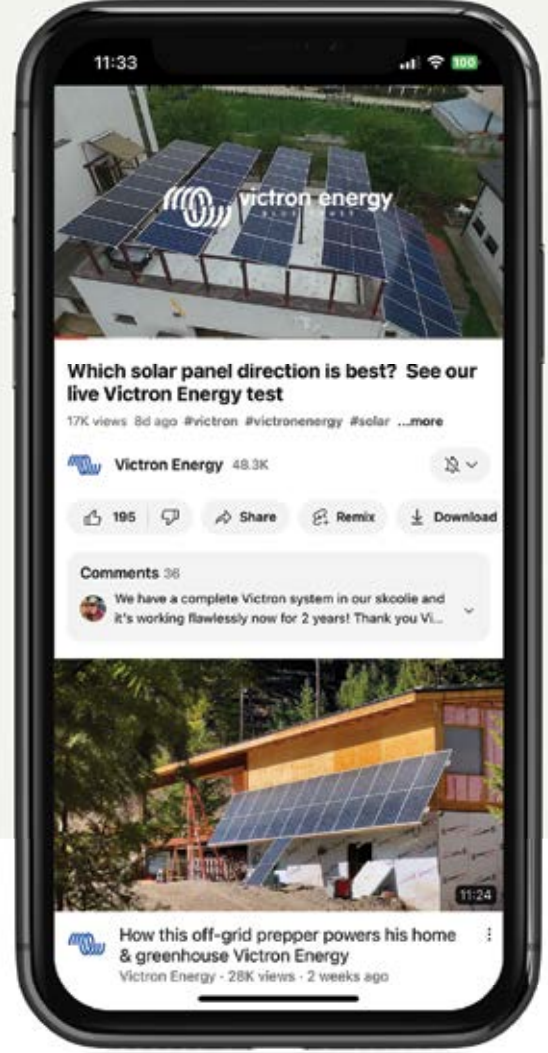 11:33
100
victron energy
BLUE POWER
Which solar panel direction is best? See our
live Victron Energy test
17K views 8d ago #victron #victronenergy #solar ...more
Victron Energy 48.3K
195 Share Remix Download
Comments 36
We have a complete Victron system in our skoolie and
it's working flawlessly now for 2 years! Thank you Vi...
11:24
How this off-grid prepper powers his home
& greenhouse Victron Energy
Victron Energy · 28K views · 2 weeks ago